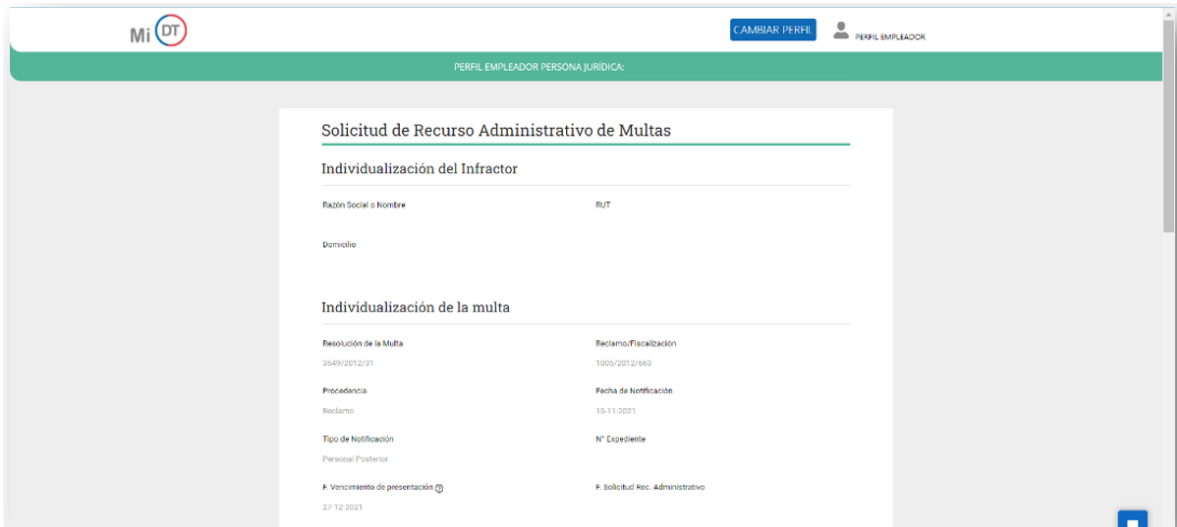 Mi DT
CAMBIAR PERFIL
PERFIL EMPLEADOR
PERFIL EMPLEADOR PERSONA JURÍDICA:
Solicitud de Recurso Administrativo de Multas
Individualización del Infractor
Razón Social o Nombre RUT
Domicilio
Individualización de la multa
Resolución de la Multa Reclamo/Fiscalización
3649/2012/31 1805/2012/663
Procedencia Fecha de Notificación
Reclamo 15-11-2021
Tipo de Notificación N° Expediente
Personal Posterior
F. Vencimiento de presentación F. Solicitud Rec. Administrativo
27-12-2021